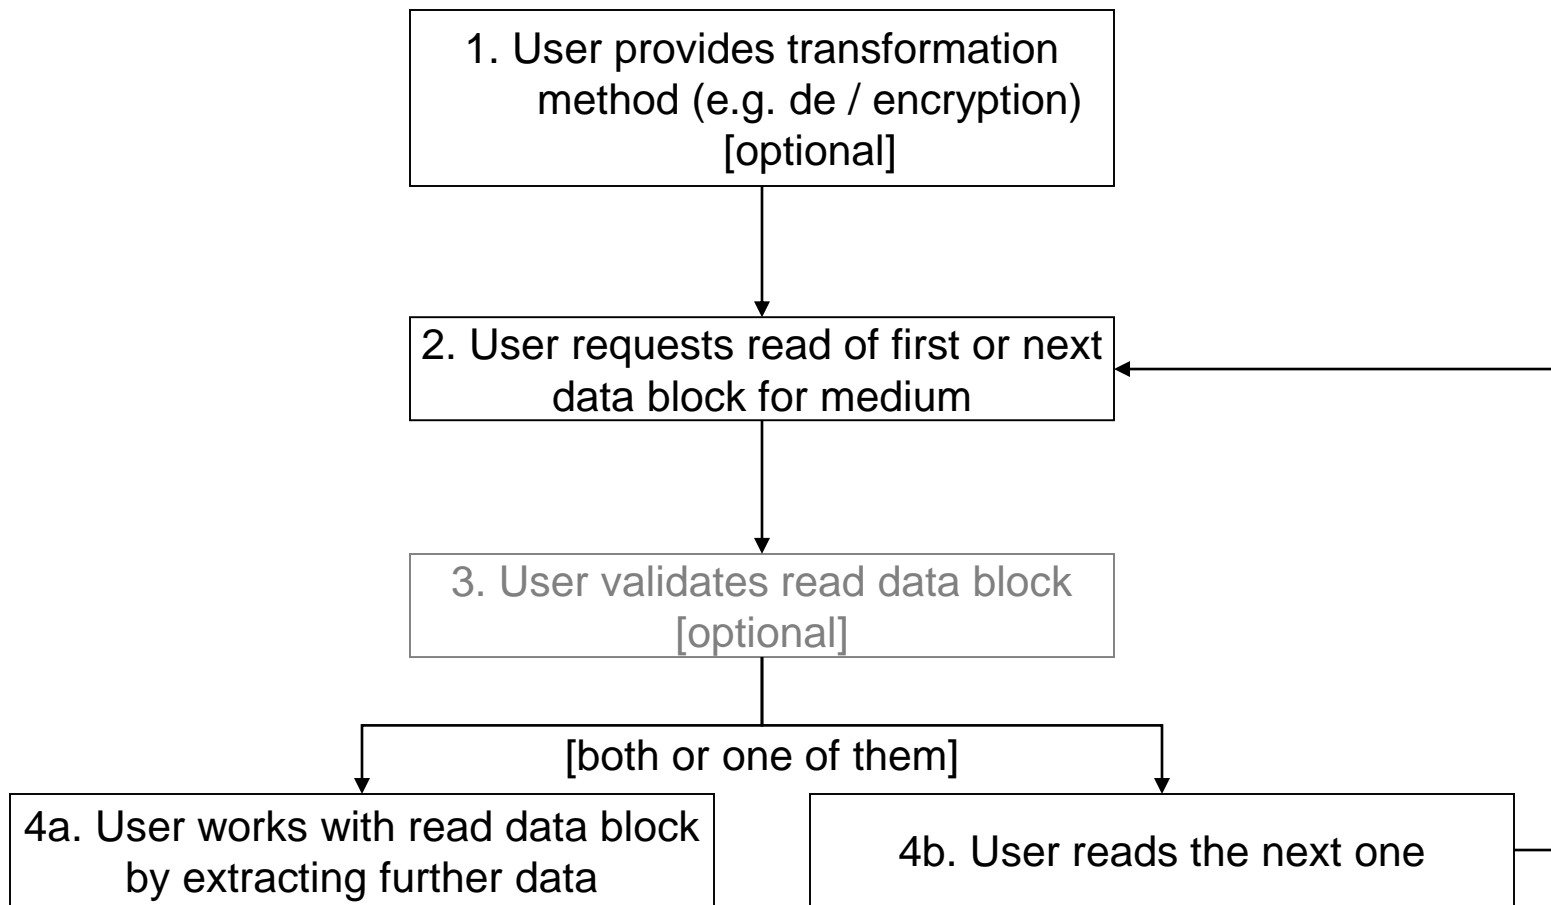 1. User provides transformation
method (e.g. de / encryption)
[optional]
2. User requests read of first or next
data block for medium
3. User validates read data block
[optional]
[both or one of them]
4a. User works with read data block
by extracting further data
4b. User reads the next one